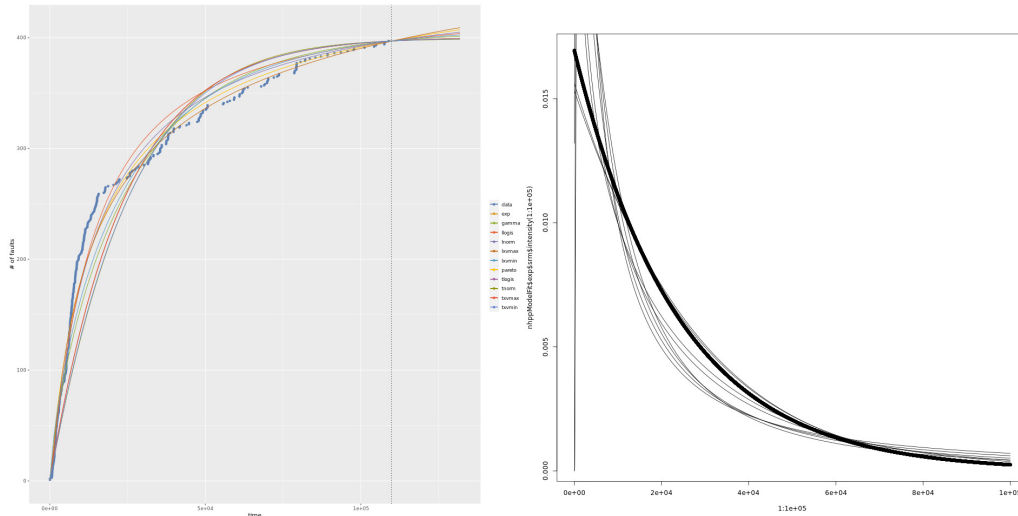 400
300
200
100
0
# of faults
0e+00
5e+04
1e+05
time
data
exp
gamma
llogis
lnorm
lxvmax
lxvmin
pareto
tlogis
tnorm
txvmax
txvmin
0.015
0.010
0.005
0.000
nhppModelFit$exp$srm$intensity(1:1e+05)
0e+00
2e+04
4e+04
6e+04
8e+04
1e+05
1:1e+05